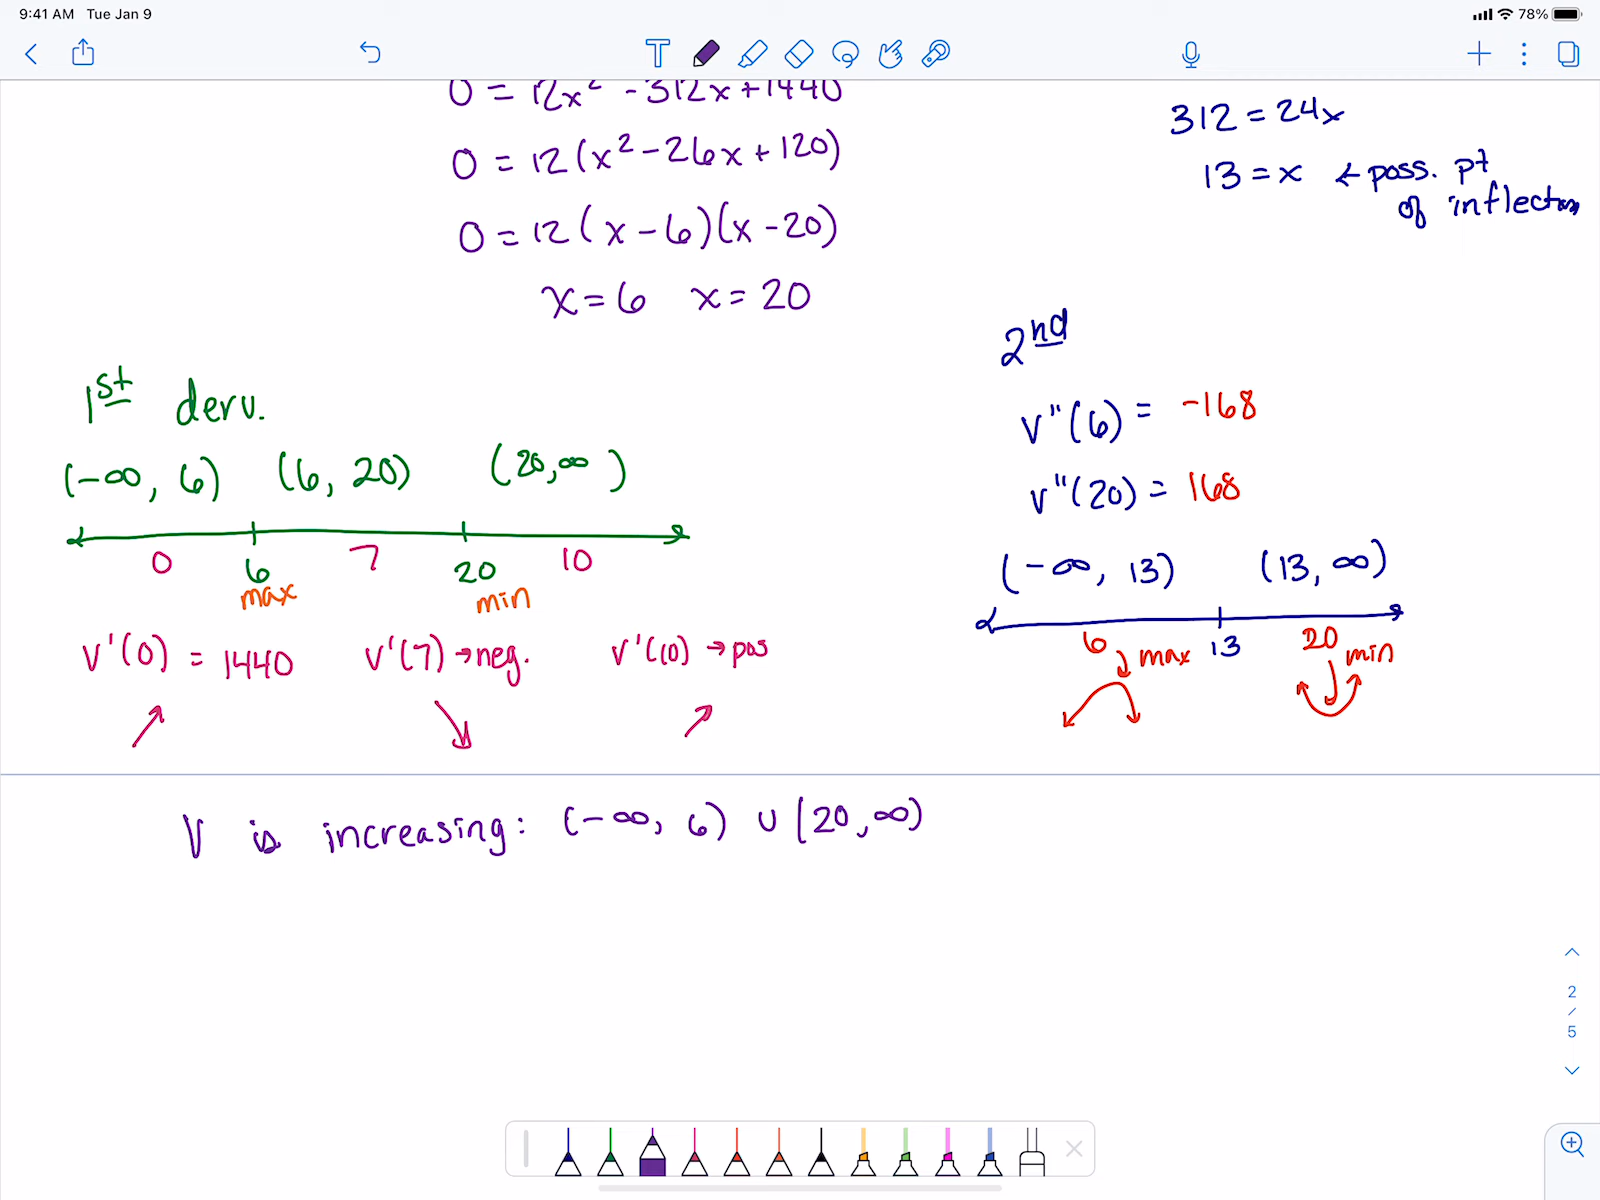 9:41 AM Tue Jan 9
78%
0 = 12x² - 312x + 1440
0 = 12(x² - 26x + 120)
0 = 12(x - 6)(x - 20)
x = 6 x = 20
312 = 24x
13 = x ← poss. pt
of inflection
1st derv.
(-∞, 6) (6, 20) (20, ∞)
0 6 7 20 10
max min
v'(0) = 1440 v'(7) → neg. v'(10) → pos
2nd
v"(6) = -168
v"(20) = 168
(-∞, 13) (13, ∞)
6 max 13 20 min
V is increasing: (-∞, 6) ∪ (20, ∞)
2
/
5